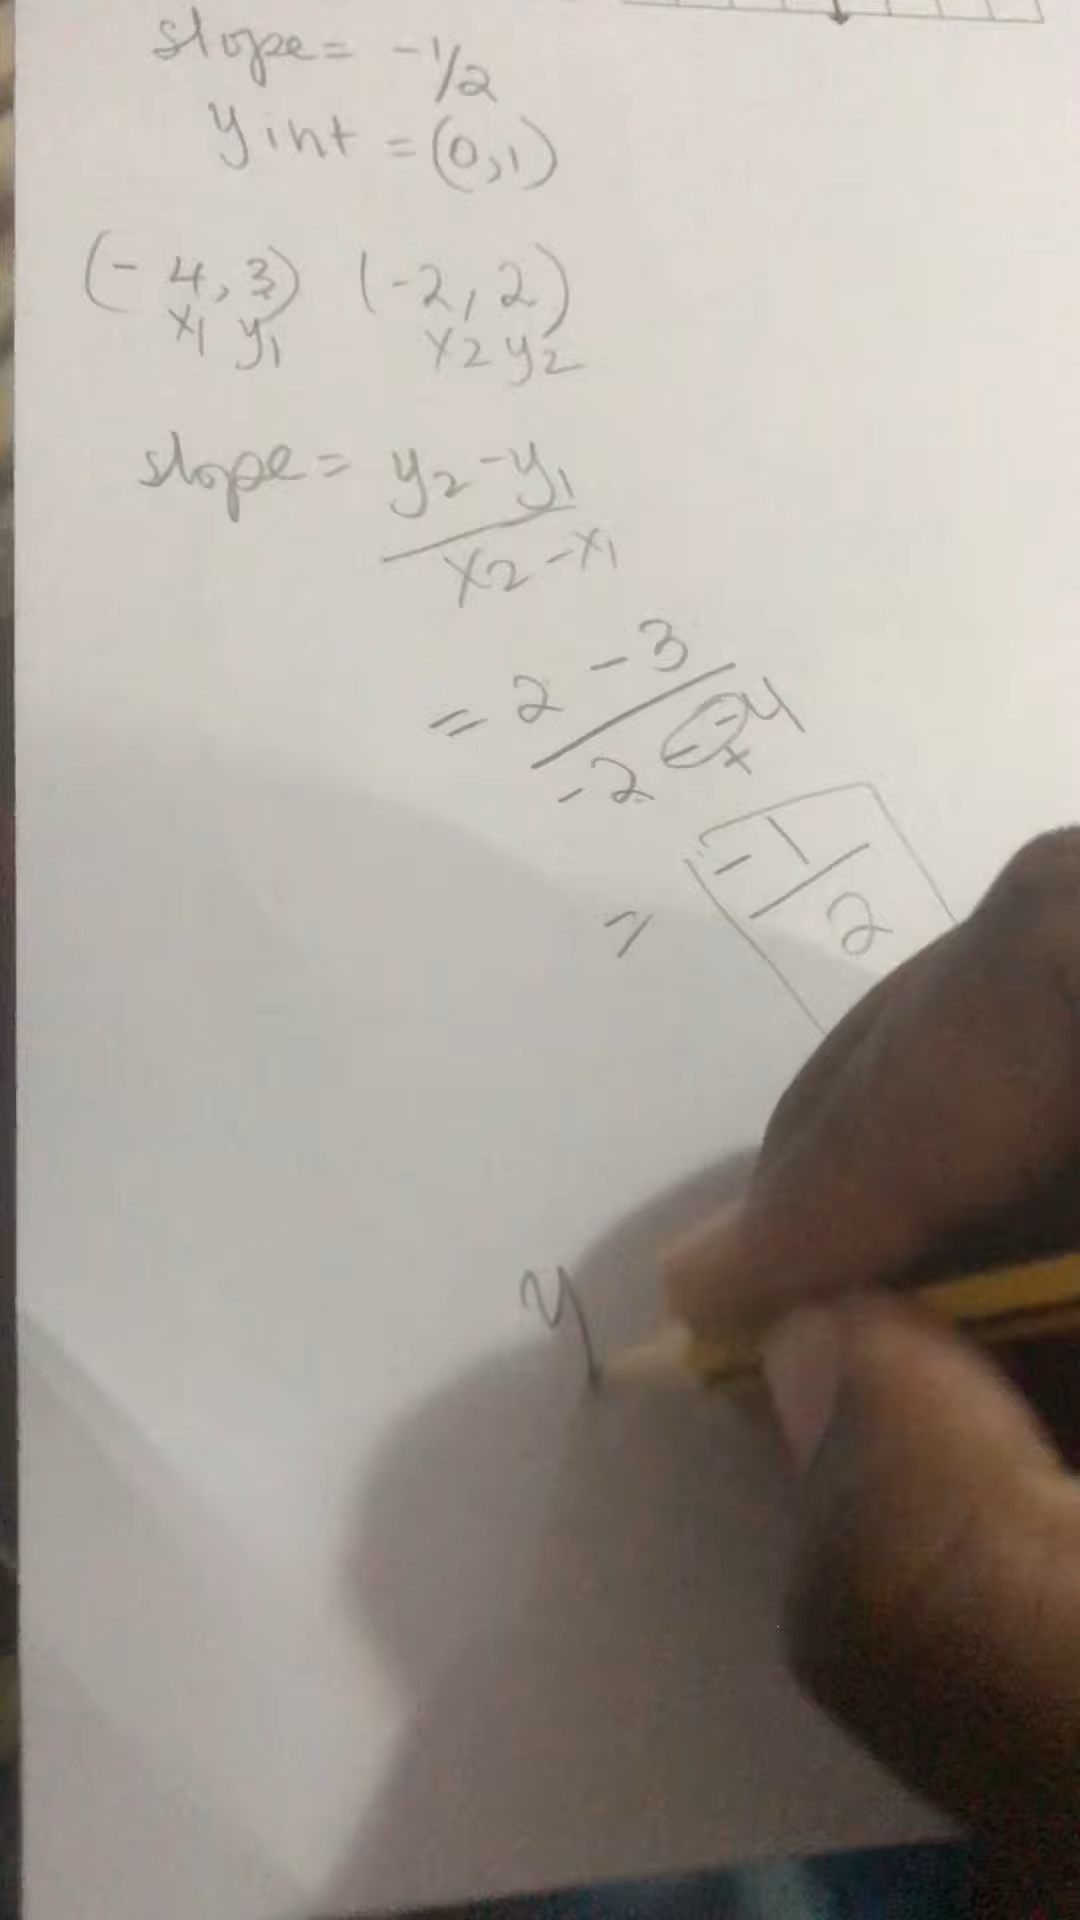 slope = -1/2
y int = (0,1)
(-4,3) (-2,2)
x1 y1 x2 y2
slope = y2-y1
x2-x1
= 2-3
-2--4
+
= -1
2
y